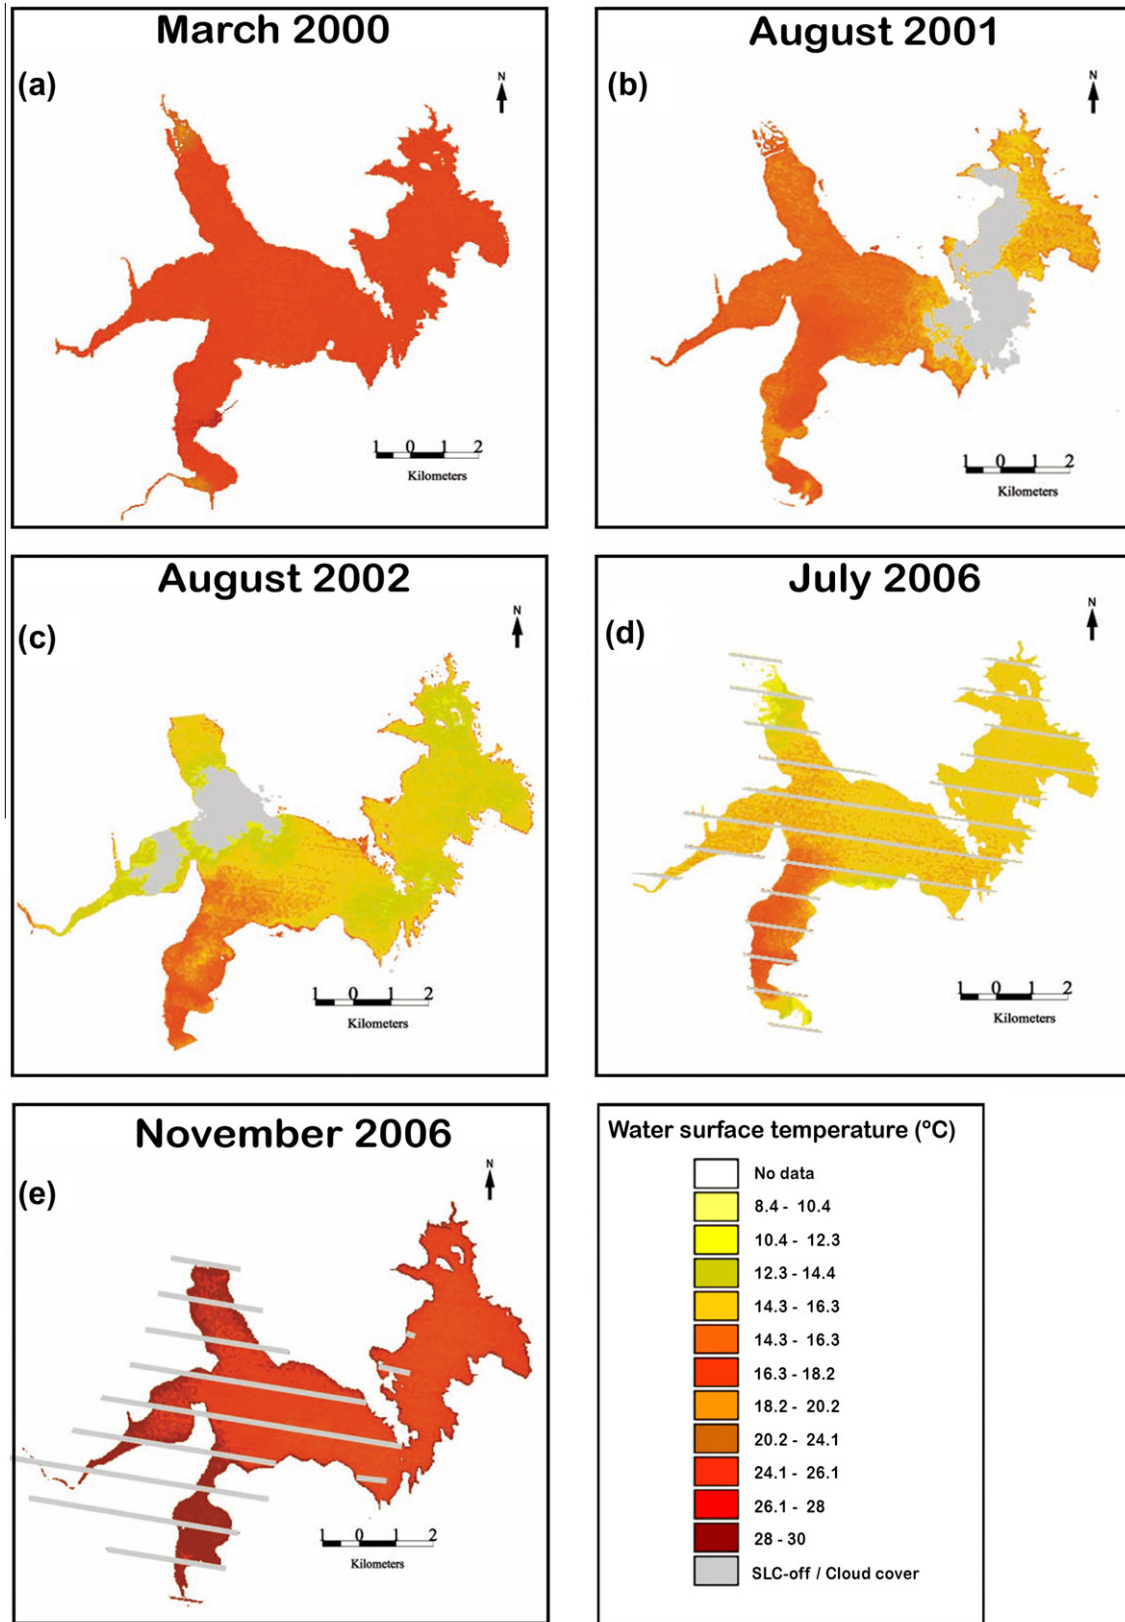 March 2000
(a)
N
1 0 1 2
Kilometers
August 2001
(b)
N
1 0 1 2
Kilometers
August 2002
(c)
N
1 0 1 2
Kilometers
July 2006
(d)
N
1 0 1 2
Kilometers
November 2006
(e)
N
1 0 1 2
Kilometers
Water surface temperature (ºC)
No data
8.4 - 10.4
10.4 - 12.3
12.3 - 14.4
14.3 - 16.3
14.3 - 16.3
16.3 - 18.2
18.2 - 20.2
20.2 - 24.1
24.1 - 26.1
26.1 - 28
28 - 30
SLC-off / Cloud cover